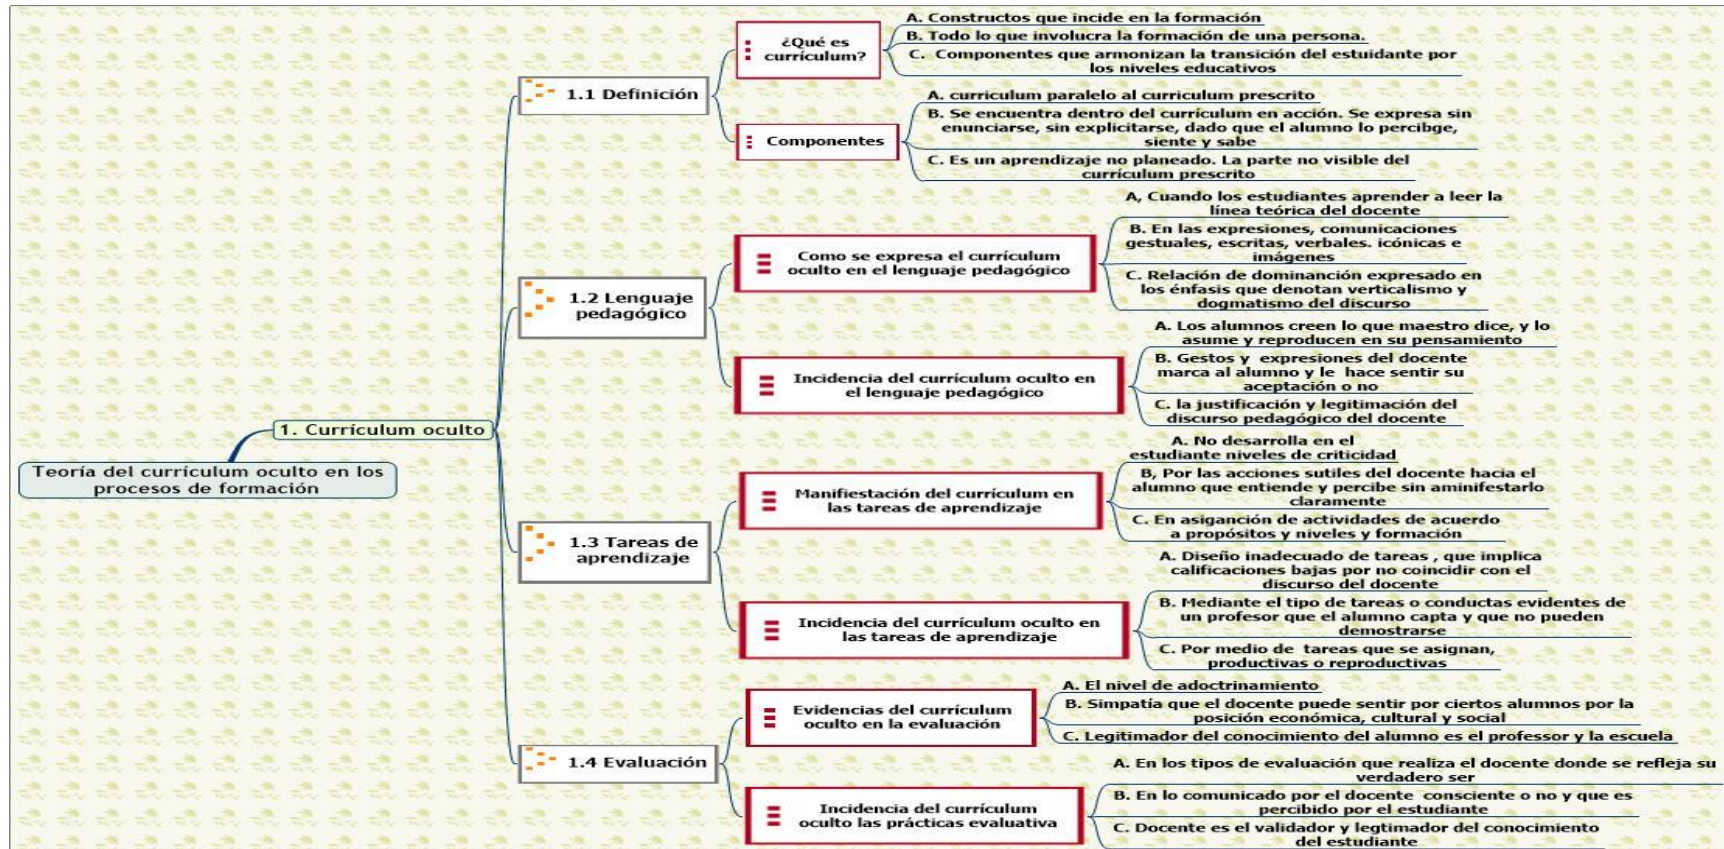 Teoría del currículum oculto en los
procesos de formación
1. Currículum oculto
1.1 Definición
¿Qué es
currículum?
A. Constructos que incide en la formación
B. Todo lo que involucra la formación de una persona.
C. Componentes que armonizan la transición del estuidante por
los niveles educativos
Componentes
A. curriculum paralelo al curriculum prescrito
B. Se encuentra dentro del currículum en acción. Se expresa sin
enunciarse, sin explicitarse, dado que el alumno lo percibge,
siente y sabe
C. Es un aprendizaje no planeado. La parte no visible del
currículum prescrito
1.2 Lenguaje
pedagógico
Como se expresa el currículum
oculto en el lenguaje pedagógico
A, Cuando los estudiantes aprender a leer la
línea teórica del docente
B. En las expresiones, comunicaciones
gestuales, escritas, verbales. icónicas e
imágenes
C. Relación de dominanción expresado en
los énfasis que denotan verticalismo y
dogmatismo del discurso
Incidencia del currículum oculto en
el lenguaje pedagógico
A. Los alumnos creen lo que maestro dice, y lo
asume y reproducen en su pensamiento
B. Gestos y expresiones del docente
marca al alumno y le hace sentir su
aceptación o no
C. la justificación y legitimación del
discurso pedagógico del docente
1.3 Tareas de
aprendizaje
Manifiestación del currículum en
las tareas de aprendizaje
A. No desarrolla en el
estudiante niveles de criticidad
B, Por las acciones sutiles del docente hacia el
alumno que entiende y percibe sin aminifestarlo
claramente
C. En asiganción de actividades de acuerdo
a propósitos y niveles y formación
Incidencia del currículum oculto en
las tareas de aprendizaje
A. Diseño inadecuado de tareas , que implica
calificaciones bajas por no coincidir con el
discurso del docente
B. Mediante el tipo de tareas o conductas evidentes de
un profesor que el alumno capta y que no pueden
demostrarse
C. Por medio de tareas que se asignan,
productivas o reproductivas
1.4 Evaluación
Evidencias del currículum
oculto en la evaluación
A. El nivel de adoctrinamiento
B. Simpatía que el docente puede sentir por ciertos alumnos por la
posición económica, cultural y social
C. Legitimador del conocimiento del alumno es el professor y la escuela
Incidencia del currículum
oculto las prácticas evaluativa
A. En los tipos de evaluación que realiza el docente donde se refleja su
verdadero ser
B. En lo comunicado por el docente consciente o no y que es
percibido por el estudiante
C. Docente es el validador y legtimador del conocimiento
del estudiante